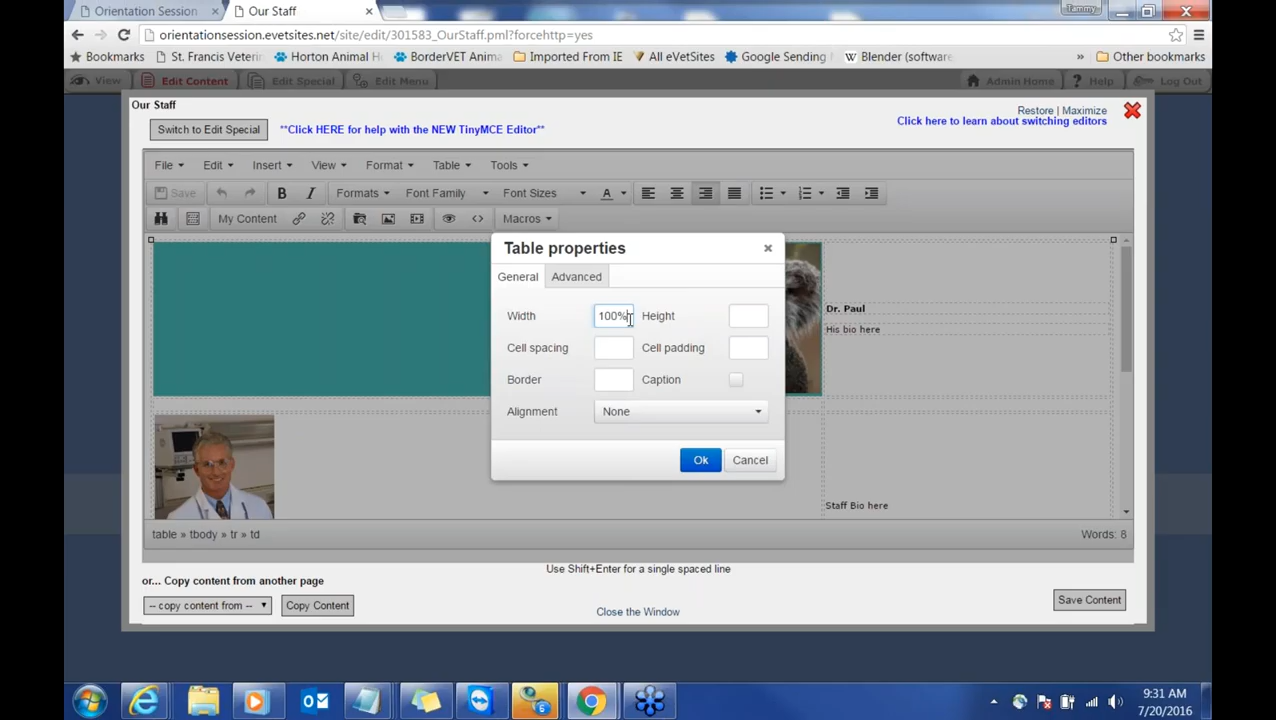 Orientation Session × Our Staff × Tammy
orientationsession.evetsites.net/site/edit/301583_OurStaff.pml?forcehttp=yes
Bookmarks St. Francis Veterin Horton Animal H BorderVET Anima Imported From IE All eVetSites Google Sending Blender (software » Other bookmarks
View Edit Content Edit Special Edit Menu Admin Home Help Log Out
Our Staff
Restore | Maximize
Switch to Edit Special **Click HERE for help with the NEW TinyMCE Editor** Click here to learn about switching editors
File Edit Insert View Format Table Tools
Save B I Formats Font Family Font Sizes A
My Content Macros
Table properties ×
General Advanced
Width 100% Height
Dr. Paul
His bio here
Cell spacing Cell padding
Border Caption
Alignment None
Ok Cancel
Staff Bio here
table » tbody » tr » td Words: 8
Use Shift+Enter for a single spaced line
or... Copy content from another page
-- copy content from -- Copy Content
Save Content
Close the Window
9:31 AM
7/20/2016